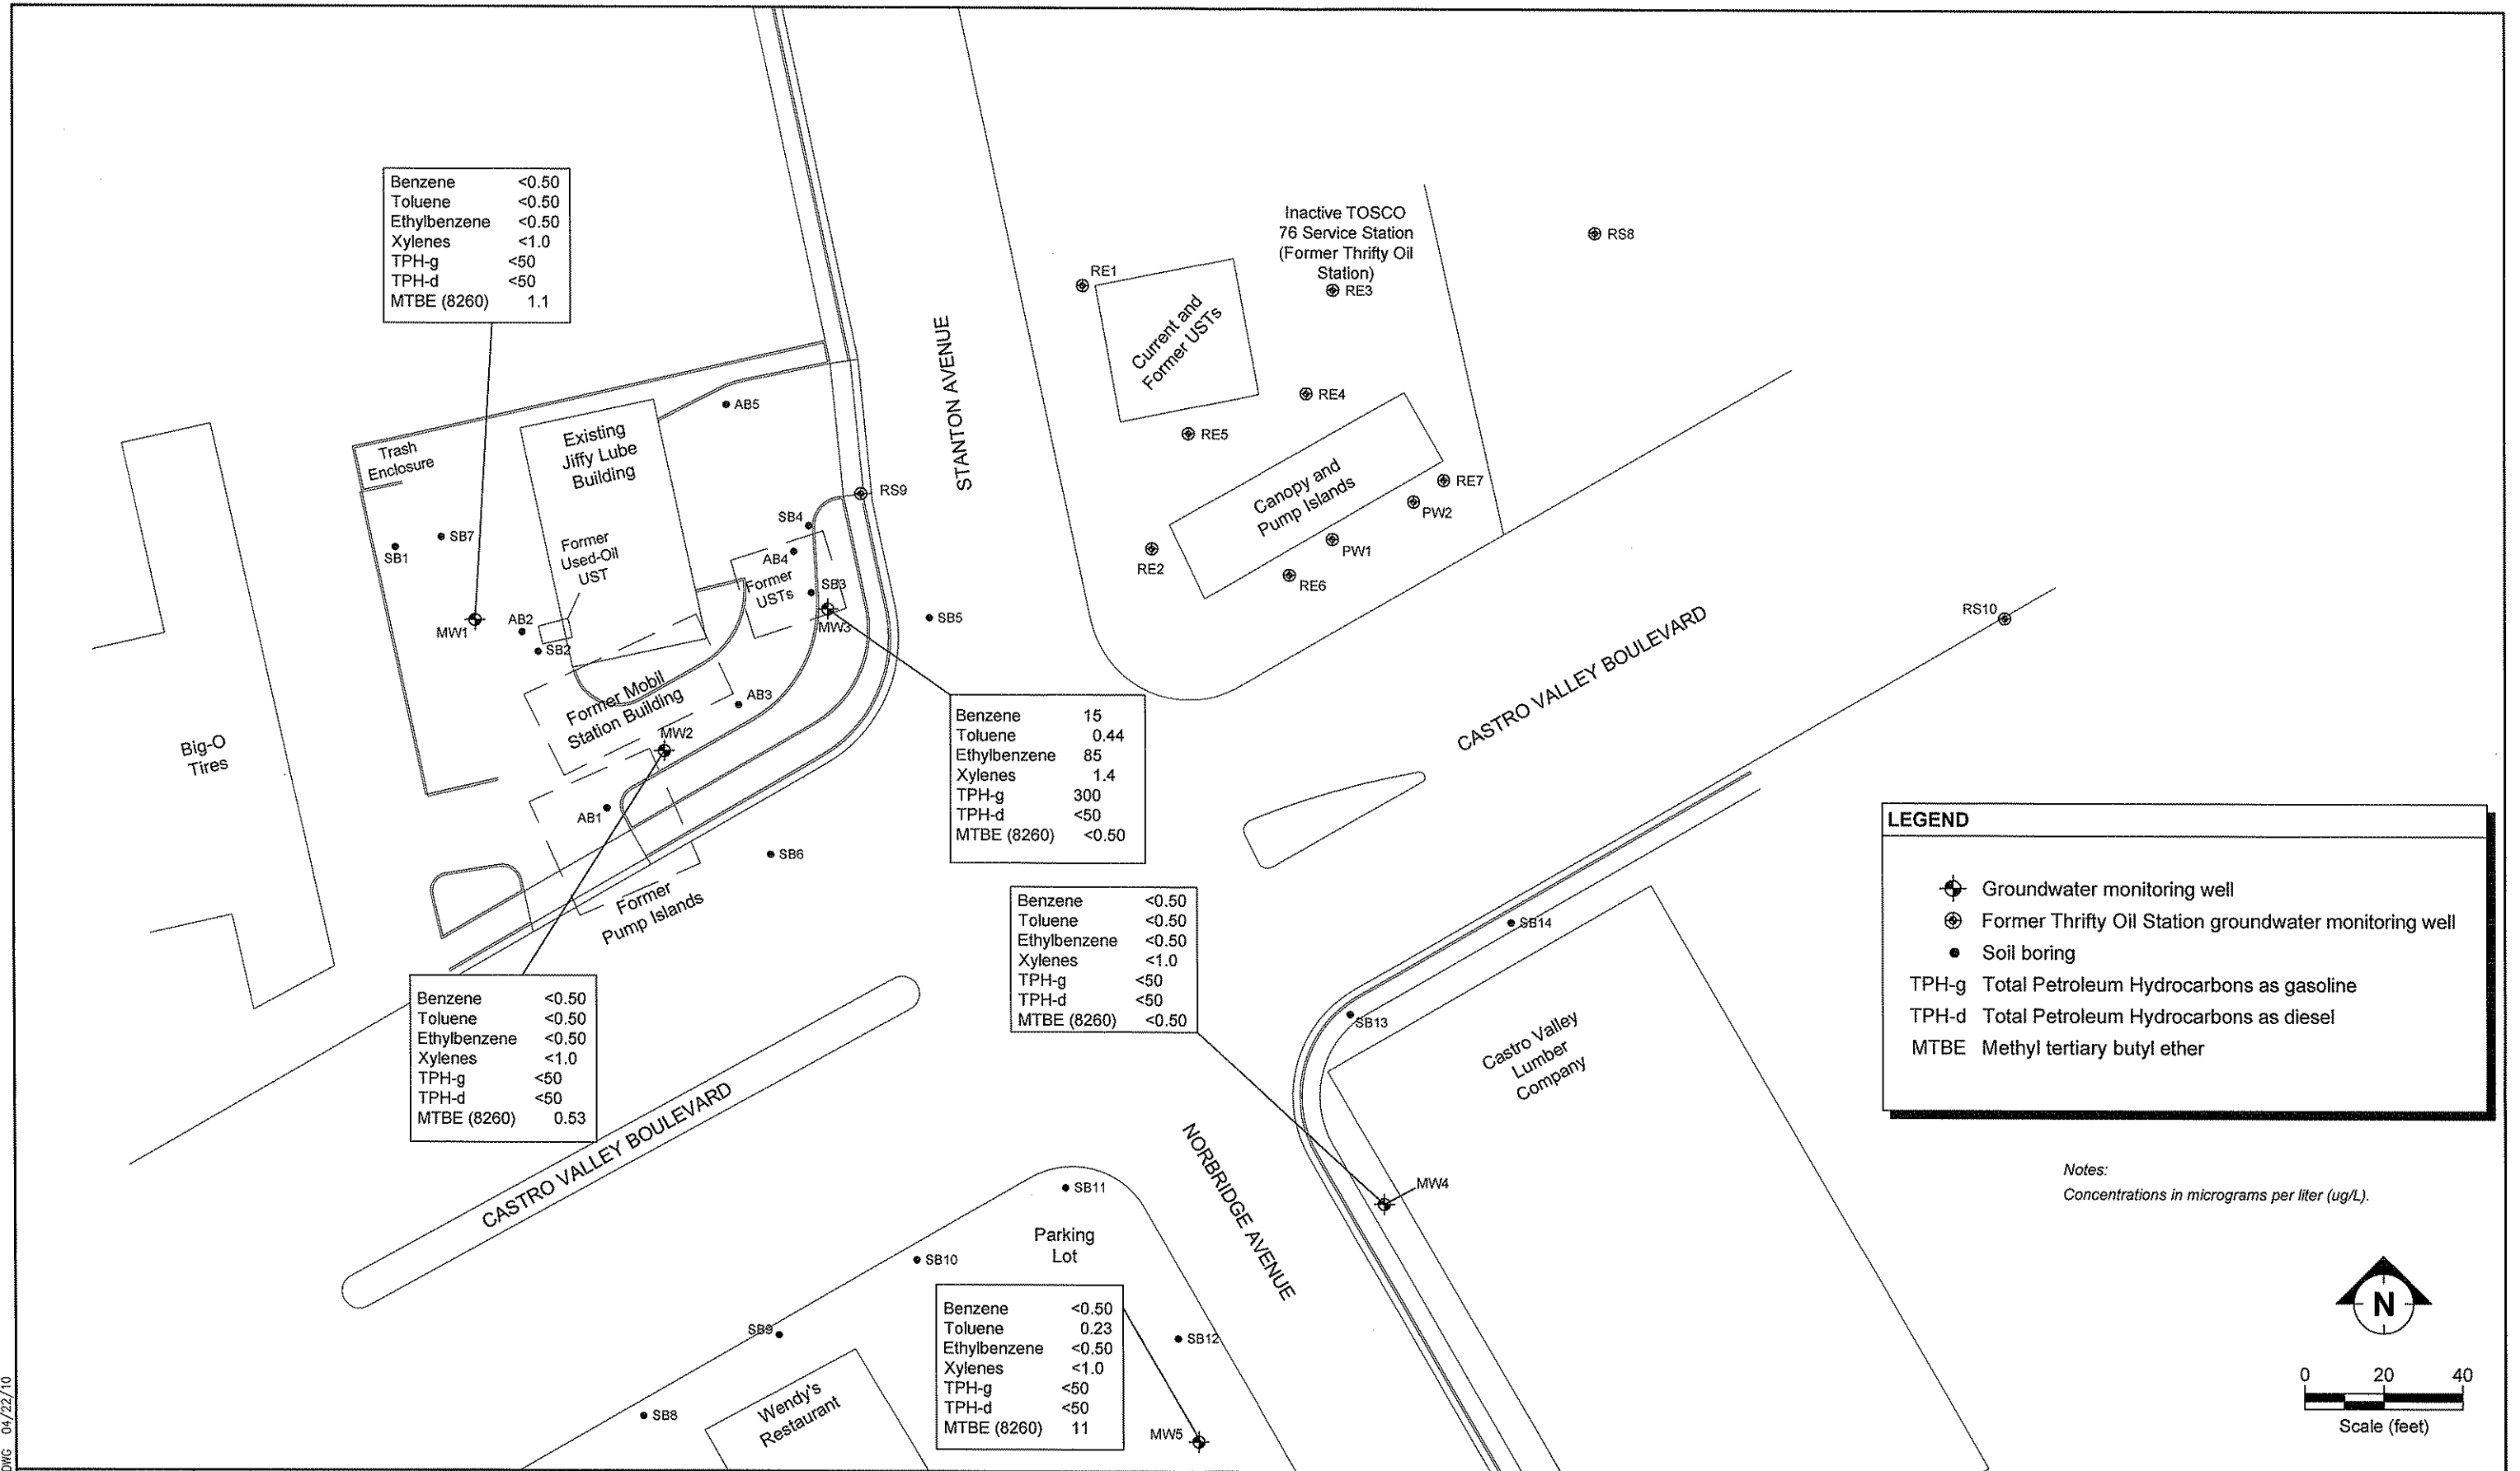 Benzene <0.50
Toluene <0.50
Ethylbenzene <0.50
Xylenes <1.0
TPH-g <50
TPH-d <50
MTBE (8260) 1.1
Inactive TOSCO
76 Service Station
(Former Thrifty Oil
Station)
RS8
RE1
RE3
Current and
Former USTs
RE4
RE5
STANTON AVENUE
AB5
Existing
Jiffy Lube
Building
Trash
Enclosure
RS9
Canopy and
Pump Islands
RE7
PW2
PW1
RE2
RE6
SB4
SB7
SB1
Former
Used-Oil
UST
AB4
Former
USTs
SB3
MW3
SB5
MW1
AB2
SB2
RS10
CASTRO VALLEY BOULEVARD
Former Mobil
Station Building
AB3
MW2
Big-O
Tires
Benzene 15
Toluene 0.44
Ethylbenzene 85
Xylenes 1.4
TPH-g 300
TPH-d <50
MTBE (8260) <0.50
AB1
SB6
Former
Pump Islands
LEGEND
Groundwater monitoring well
Former Thrifty Oil Station groundwater monitoring well
Soil boring
TPH-g Total Petroleum Hydrocarbons as gasoline
TPH-d Total Petroleum Hydrocarbons as diesel
MTBE Methyl tertiary butyl ether
Benzene <0.50
Toluene <0.50
Ethylbenzene <0.50
Xylenes <1.0
TPH-g <50
TPH-d <50
MTBE (8260) <0.50
SB14
SB13
Castro Valley
Lumber
Company
Benzene <0.50
Toluene <0.50
Ethylbenzene <0.50
Xylenes <1.0
TPH-g <50
TPH-d <50
MTBE (8260) 0.53
CASTRO VALLEY BOULEVARD
NORBRIDGE AVENUE
MW4
Notes:
Concentrations in micrograms per liter (ug/L).
SB11
Parking
Lot
SB10
SB9
SB12
SB8
Wendy's
Restaurant
Benzene <0.50
Toluene 0.23
Ethylbenzene <0.50
Xylenes <1.0
TPH-g <50
TPH-d <50
MTBE (8260) 11
MW5
N
0 20 40
Scale (feet)
DWG 04/22/10